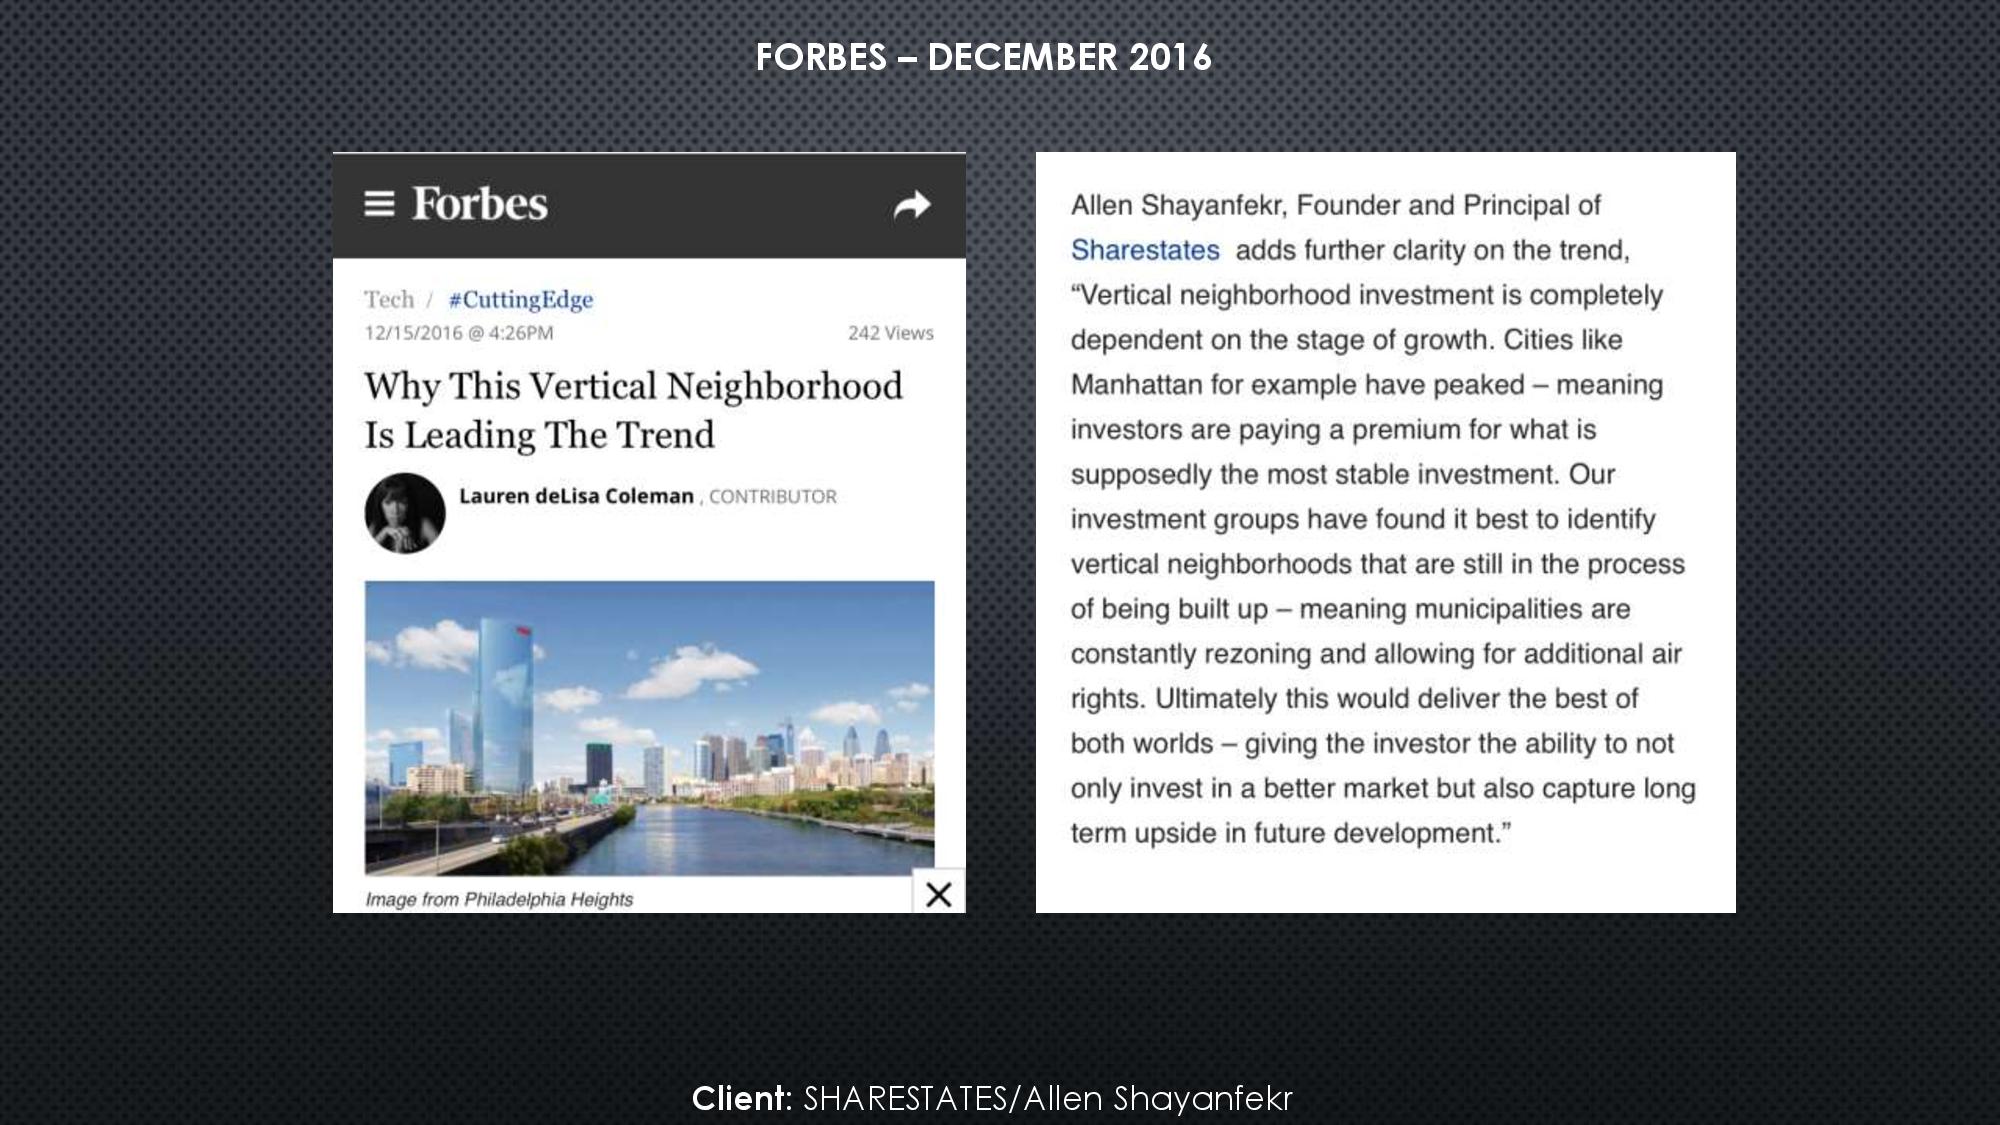 FORBES – DECEMBER 2016
Forbes
Tech / #CuttingEdge
12/15/2016 @ 4:26PM 242 Views
Why This Vertical Neighborhood
Is Leading The Trend
Lauren deLisa Coleman , CONTRIBUTOR
Image from Philadelphia Heights
Allen Shayanfekr, Founder and Principal of
Sharestates adds further clarity on the trend,
“Vertical neighborhood investment is completely
dependent on the stage of growth. Cities like
Manhattan for example have peaked – meaning
investors are paying a premium for what is
supposedly the most stable investment. Our
investment groups have found it best to identify
vertical neighborhoods that are still in the process
of being built up – meaning municipalities are
constantly rezoning and allowing for additional air
rights. Ultimately this would deliver the best of
both worlds – giving the investor the ability to not
only invest in a better market but also capture long
term upside in future development.”
Client: SHARESTATES/Allen Shayanfekr